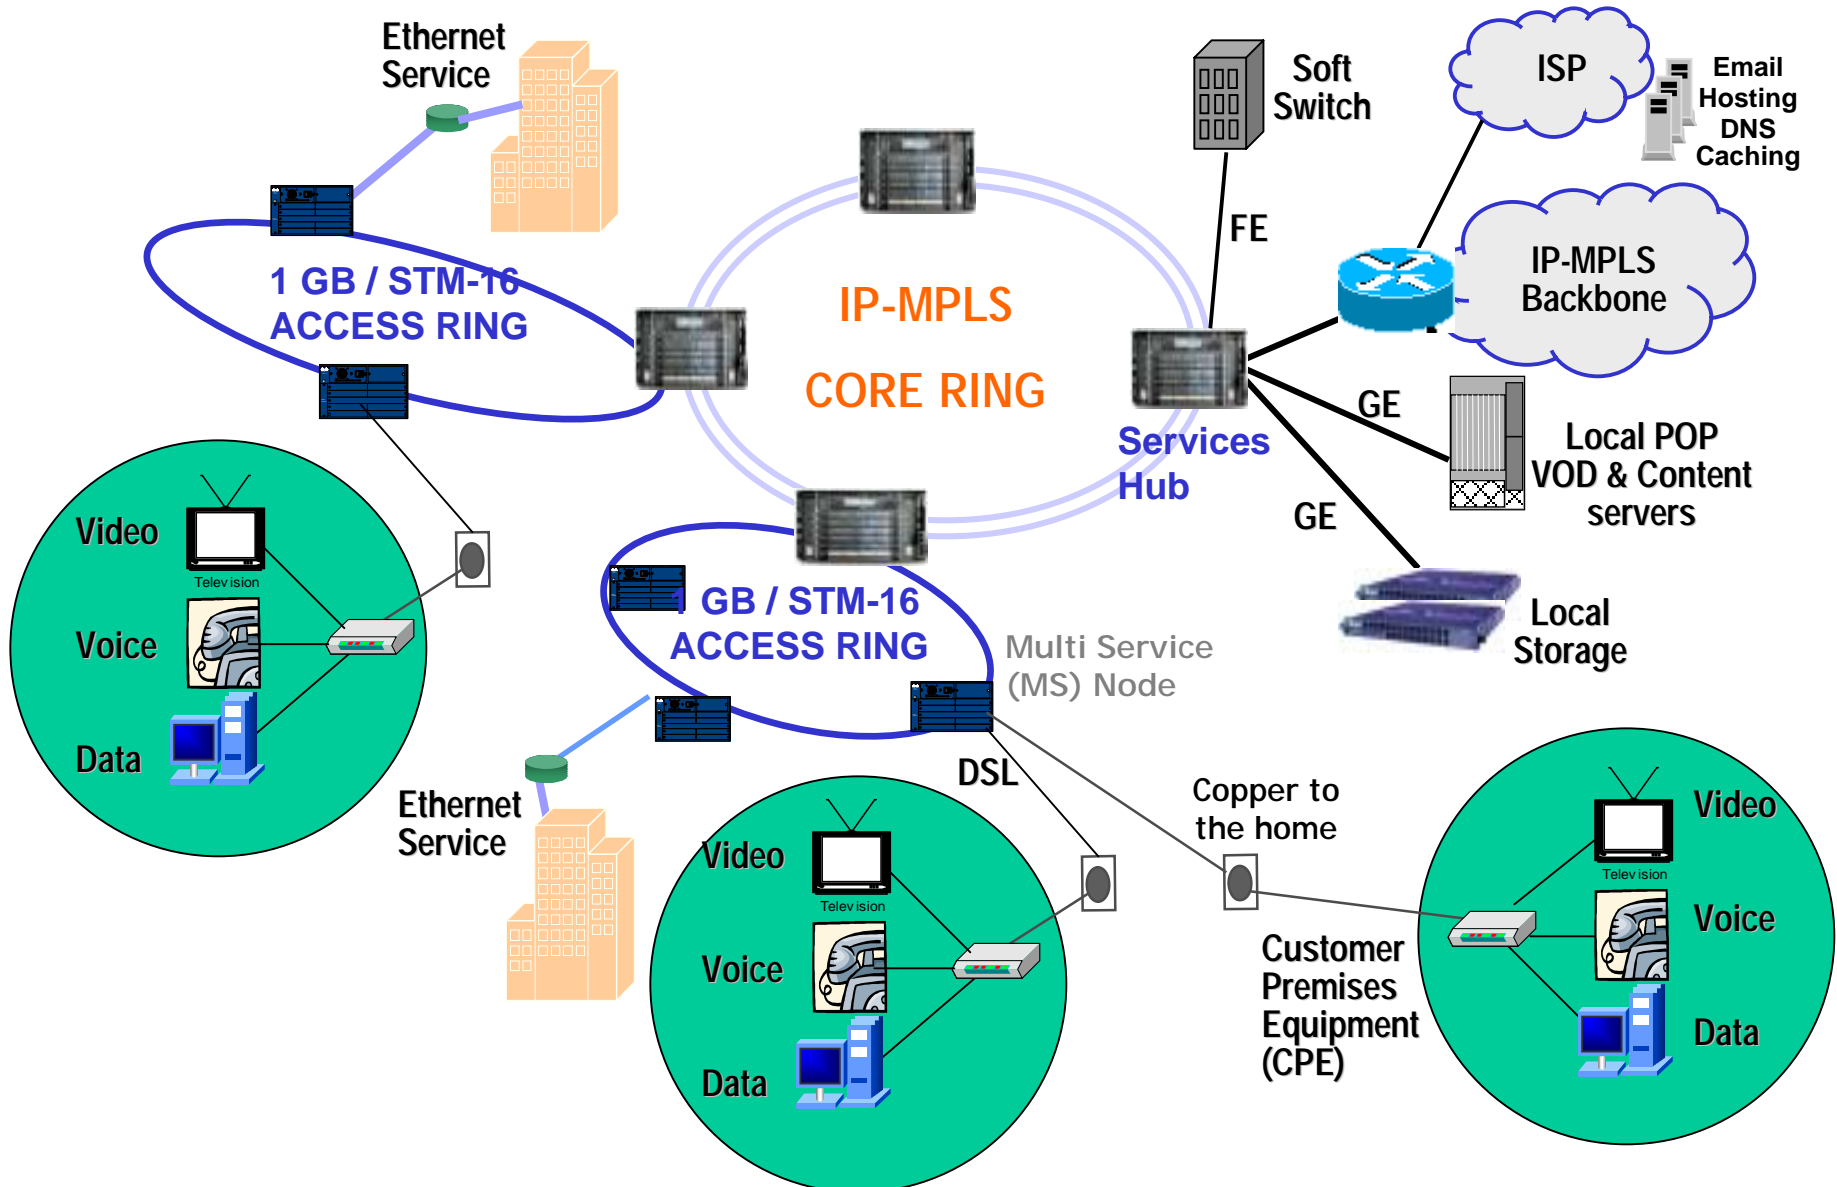 Ethernet
Service
Soft
Switch
ISP
Email
Hosting
DNS
Caching
FE
1 GB / STM-16
ACCESS RING
IP-MPLS
CORE RING
IP-MPLS
Backbone
GE
Services
Hub
GE
Local POP
VOD & Content
servers
Video
Television
Voice
Data
1 GB / STM-16
ACCESS RING
Multi Service
(MS) Node
Local
Storage
DSL
Ethernet
Service
Copper to
the home
Video
Television
Voice
Data
Customer
Premises
Equipment
(CPE)
Video
Television
Voice
Data